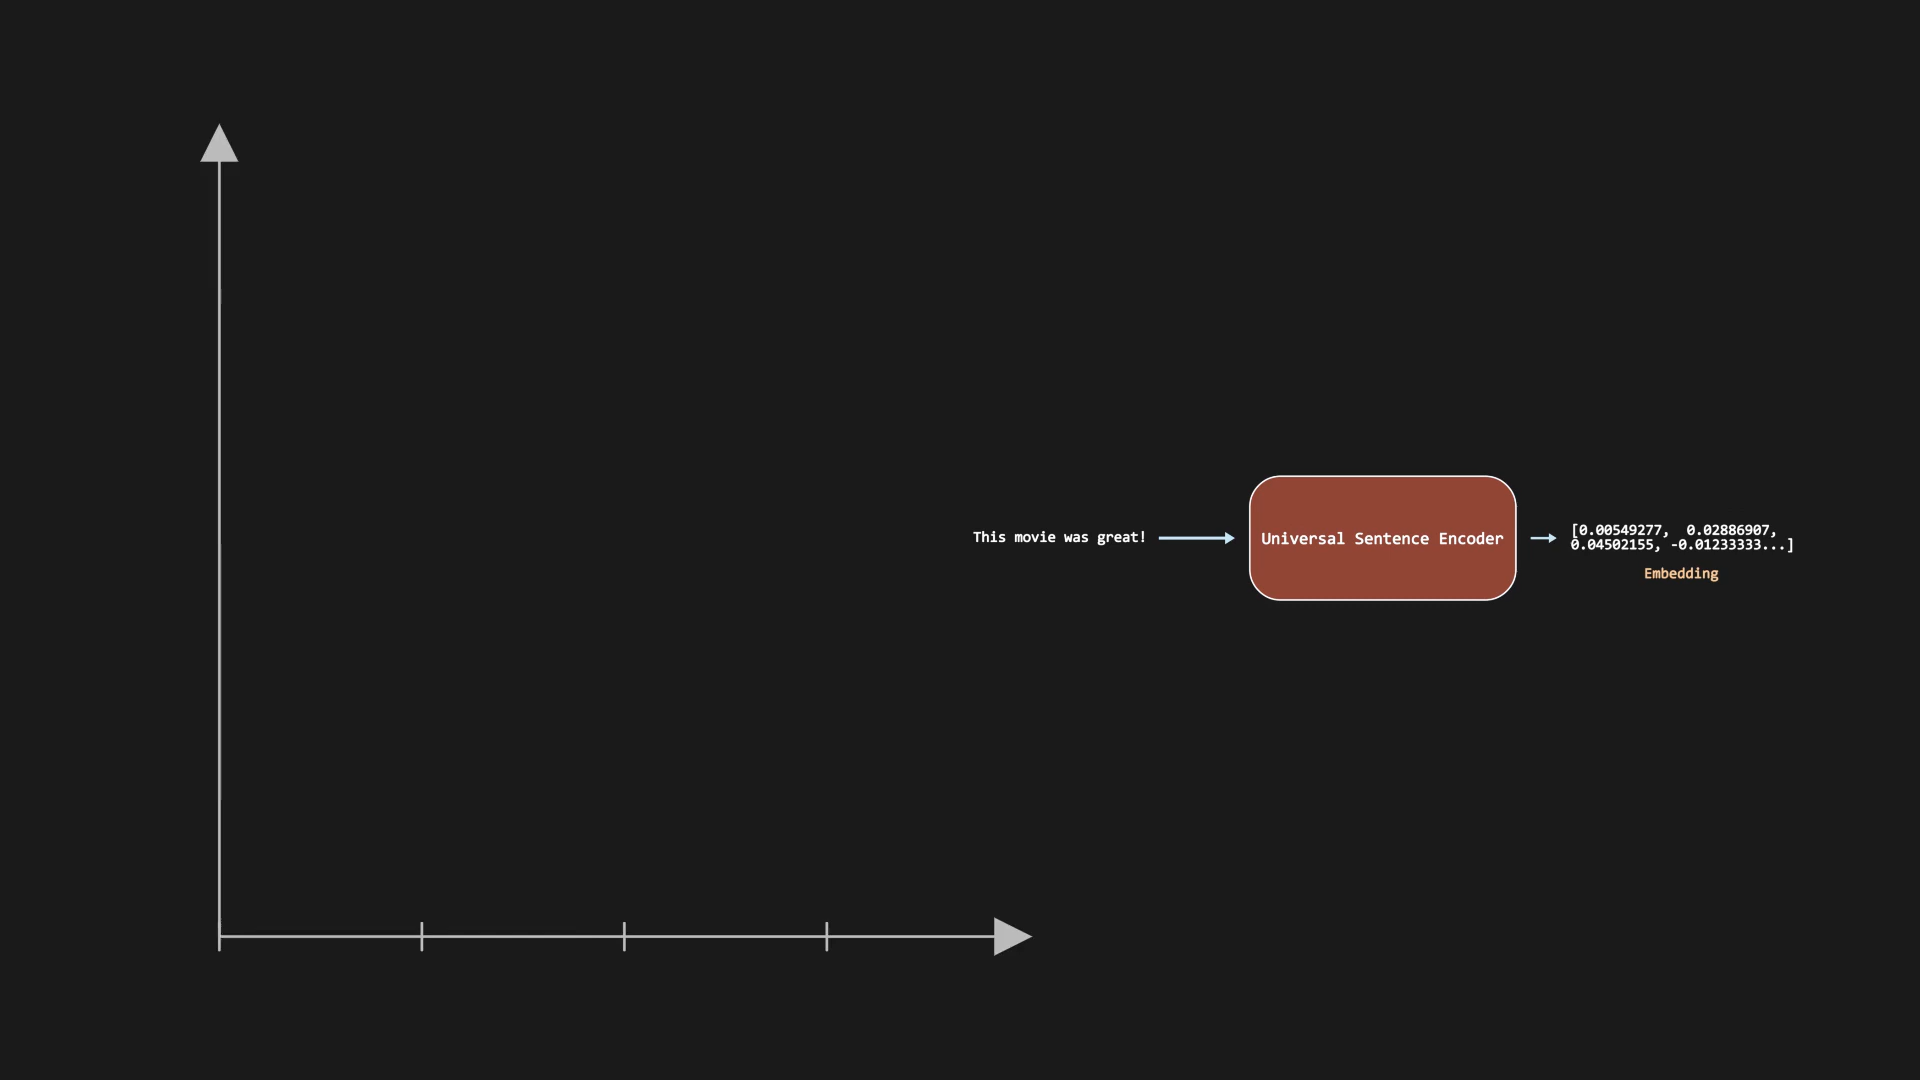 This movie was great!
Universal Sentence Encoder
[0.00549277,  0.02886907,
0.04502155, -0.01233333...]
Embedding